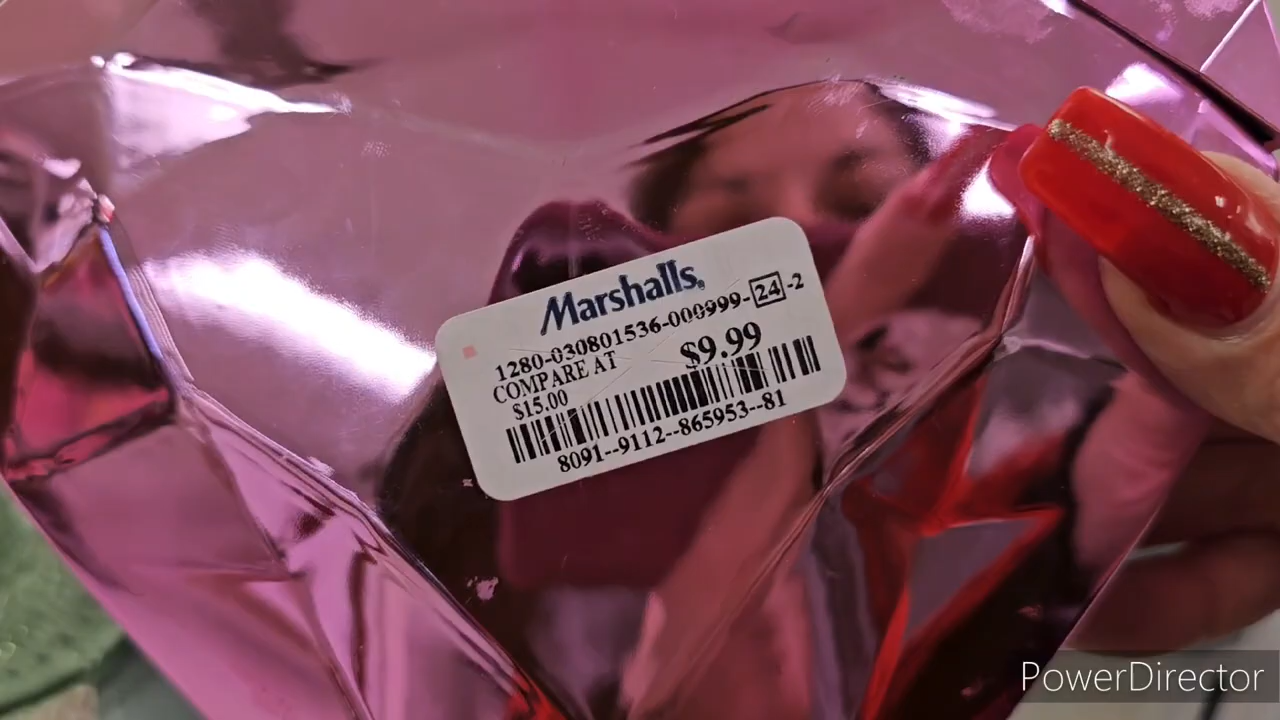 Marshalls.
1280-030801536-000999-24-2
COMPARE AT
$9.99
$15.00
8091--9112--865953--81
PowerDirector